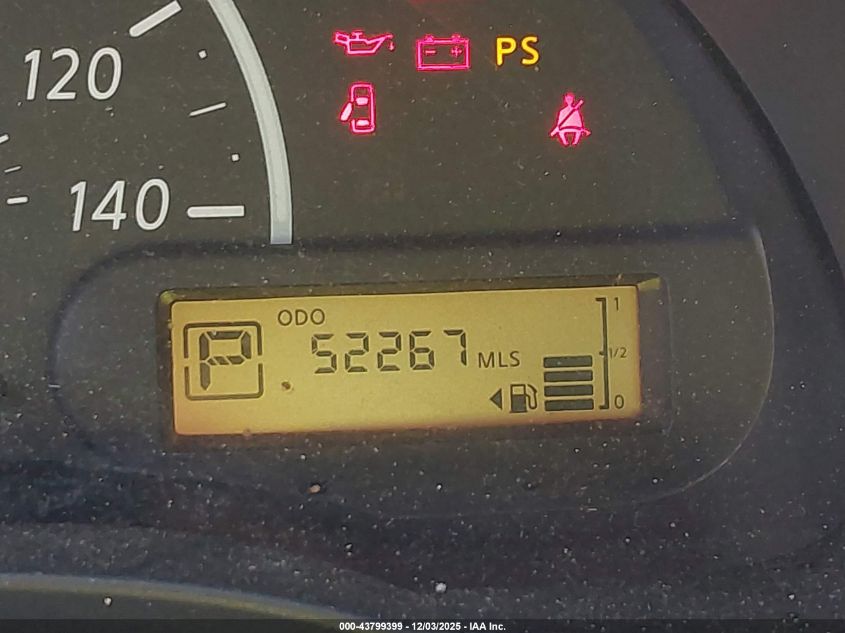 120
PS
140
ODO
P 52267 MLS
1
1/2
0
000-43799399 - 12/03/2025 - IAA Inc.